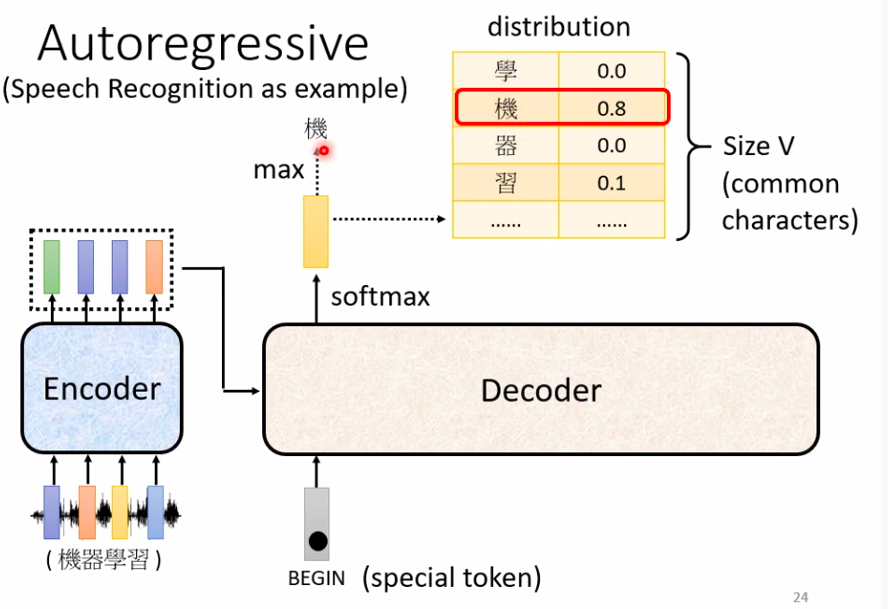 Autoregressive
(Speech Recognition as example)
distribution
學 0.0
機 0.8
器 0.0
習 0.1
...... ......
Size V
(common
characters)
機
max
softmax
Encoder
Decoder
( 機器學習 )
BEGIN (special token)
24